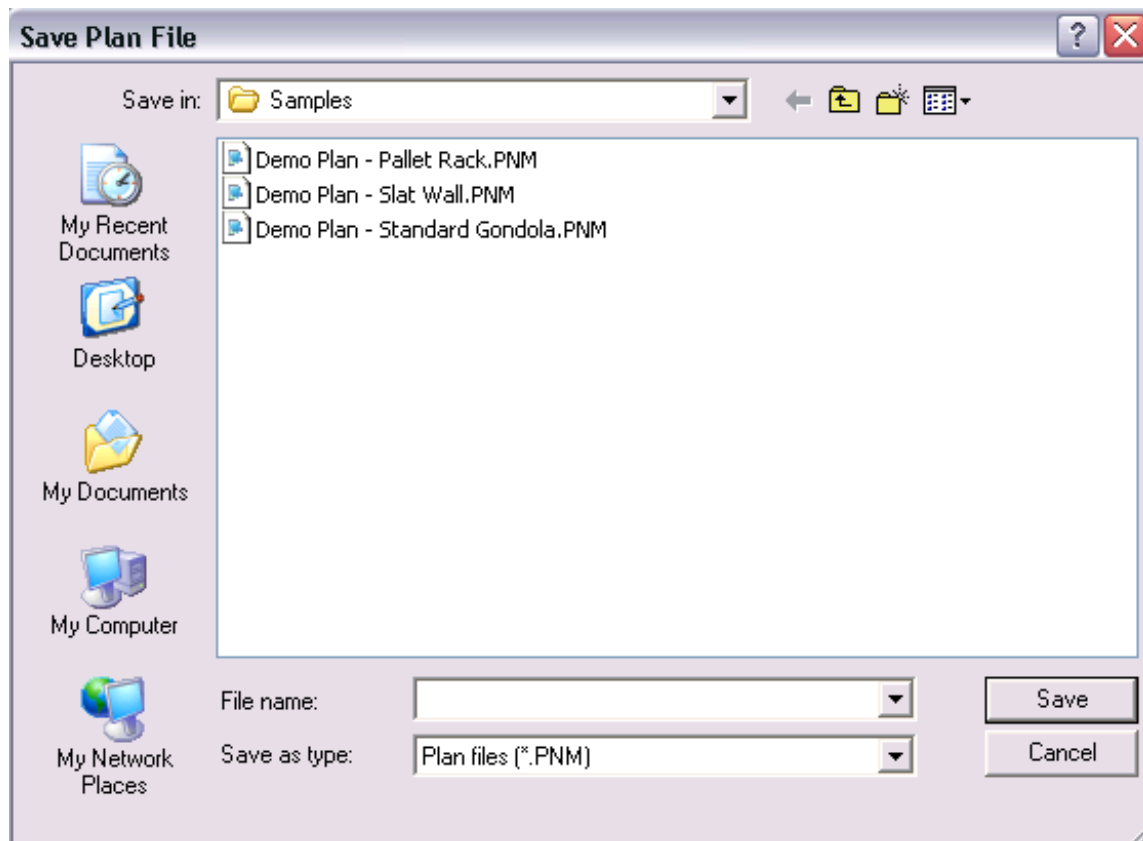 Save Plan File
?
Save in:
Samples
Demo Plan - Pallet Rack.PNM
Demo Plan - Slat Wall.PNM
Demo Plan - Standard Gondola.PNM
My Recent
Documents
Desktop
My Documents
My Computer
My Network
Places
File name:
Save
Save as type:
Plan files (*.PNM)
Cancel